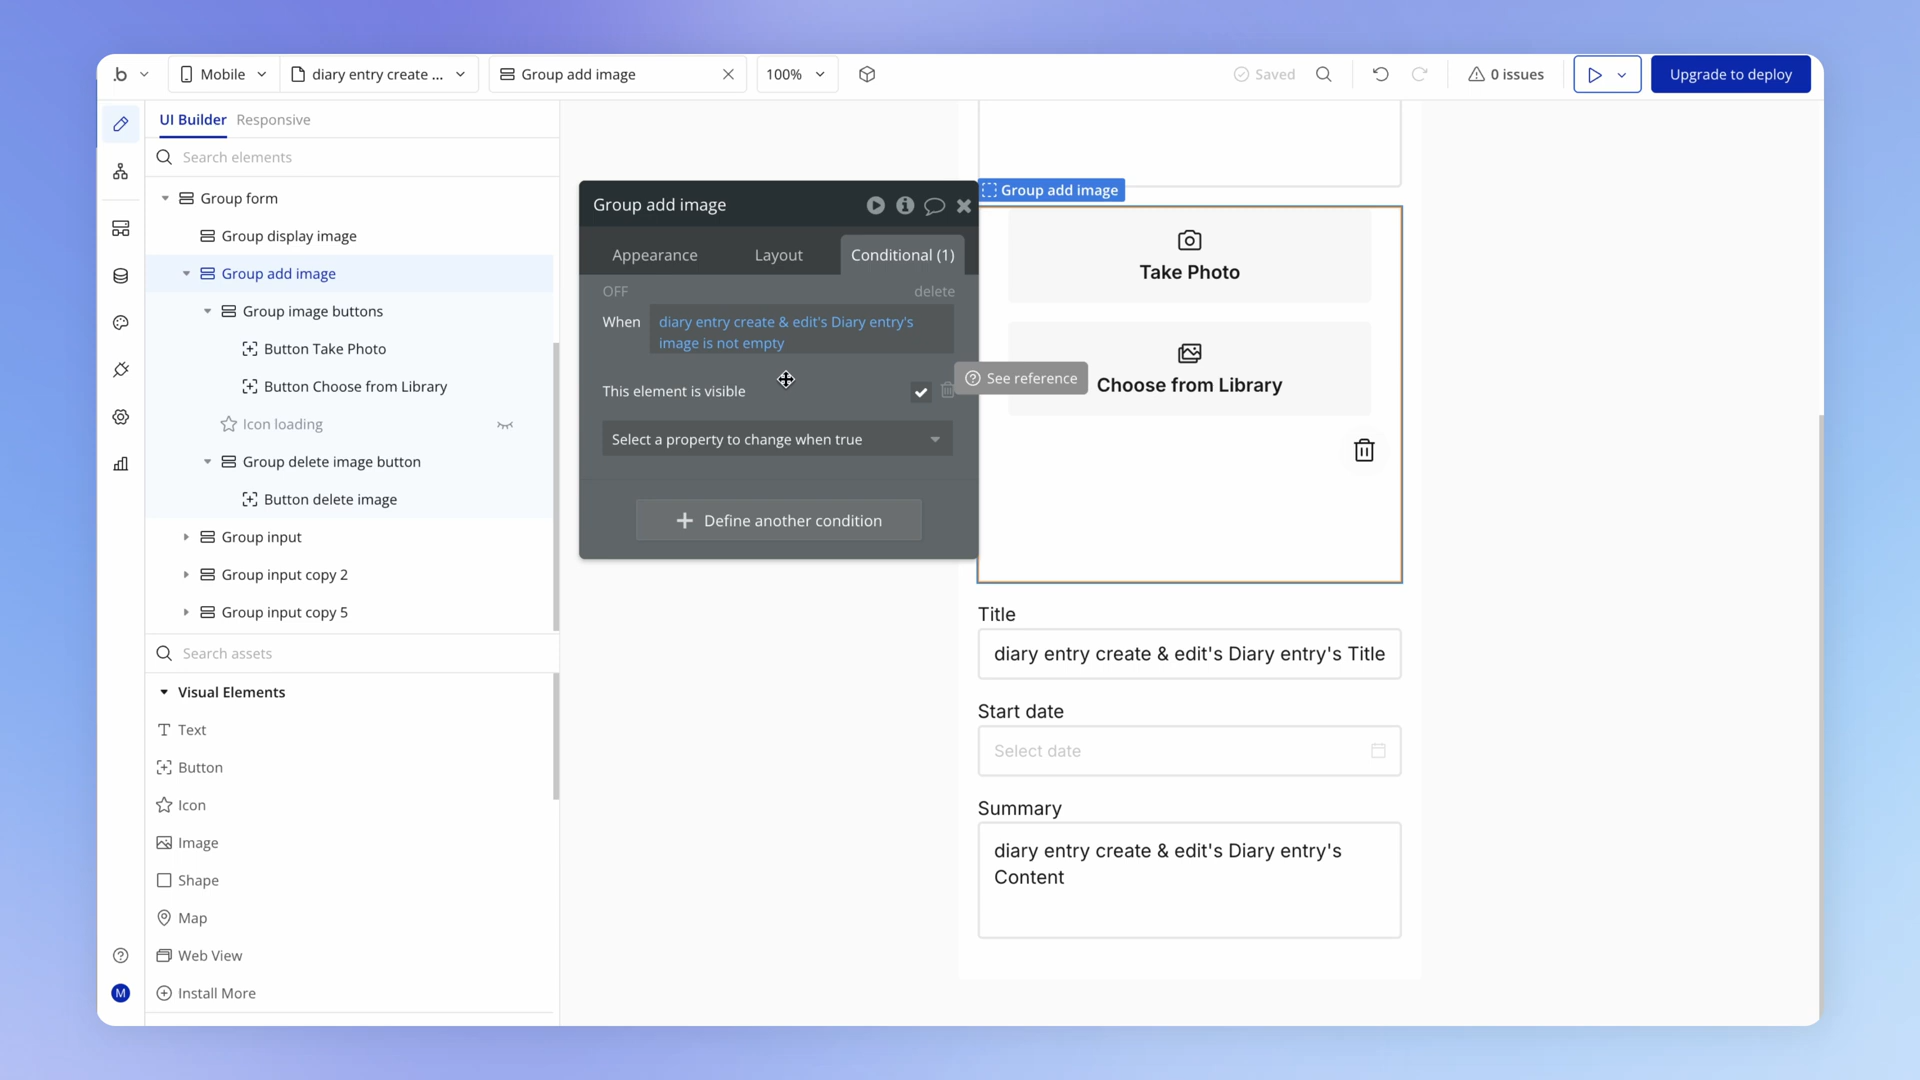 .b
Mobile
diary entry create ...
Group add image
100%
Saved
0 issues
Upgrade to deploy
UI Builder
Responsive
Search elements
Group form
Group display image
Group add image
Group image buttons
Button Take Photo
Button Choose from Library
Icon loading
Group delete image button
Button delete image
Group input
Group input copy 2
Group input copy 5
Search assets
Visual Elements
Text
Button
Icon
Image
Shape
Map
Web View
Install More
M
Group add image
Appearance
Layout
Conditional (1)
OFF
delete
When
diary entry create & edit's Diary entry's
image is not empty
This element is visible
See reference
Select a property to change when true
Define another condition
Group add image
Take Photo
Choose from Library
Title
diary entry create & edit's Diary entry's Title
Start date
Select date
Summary
diary entry create & edit's Diary entry's
Content